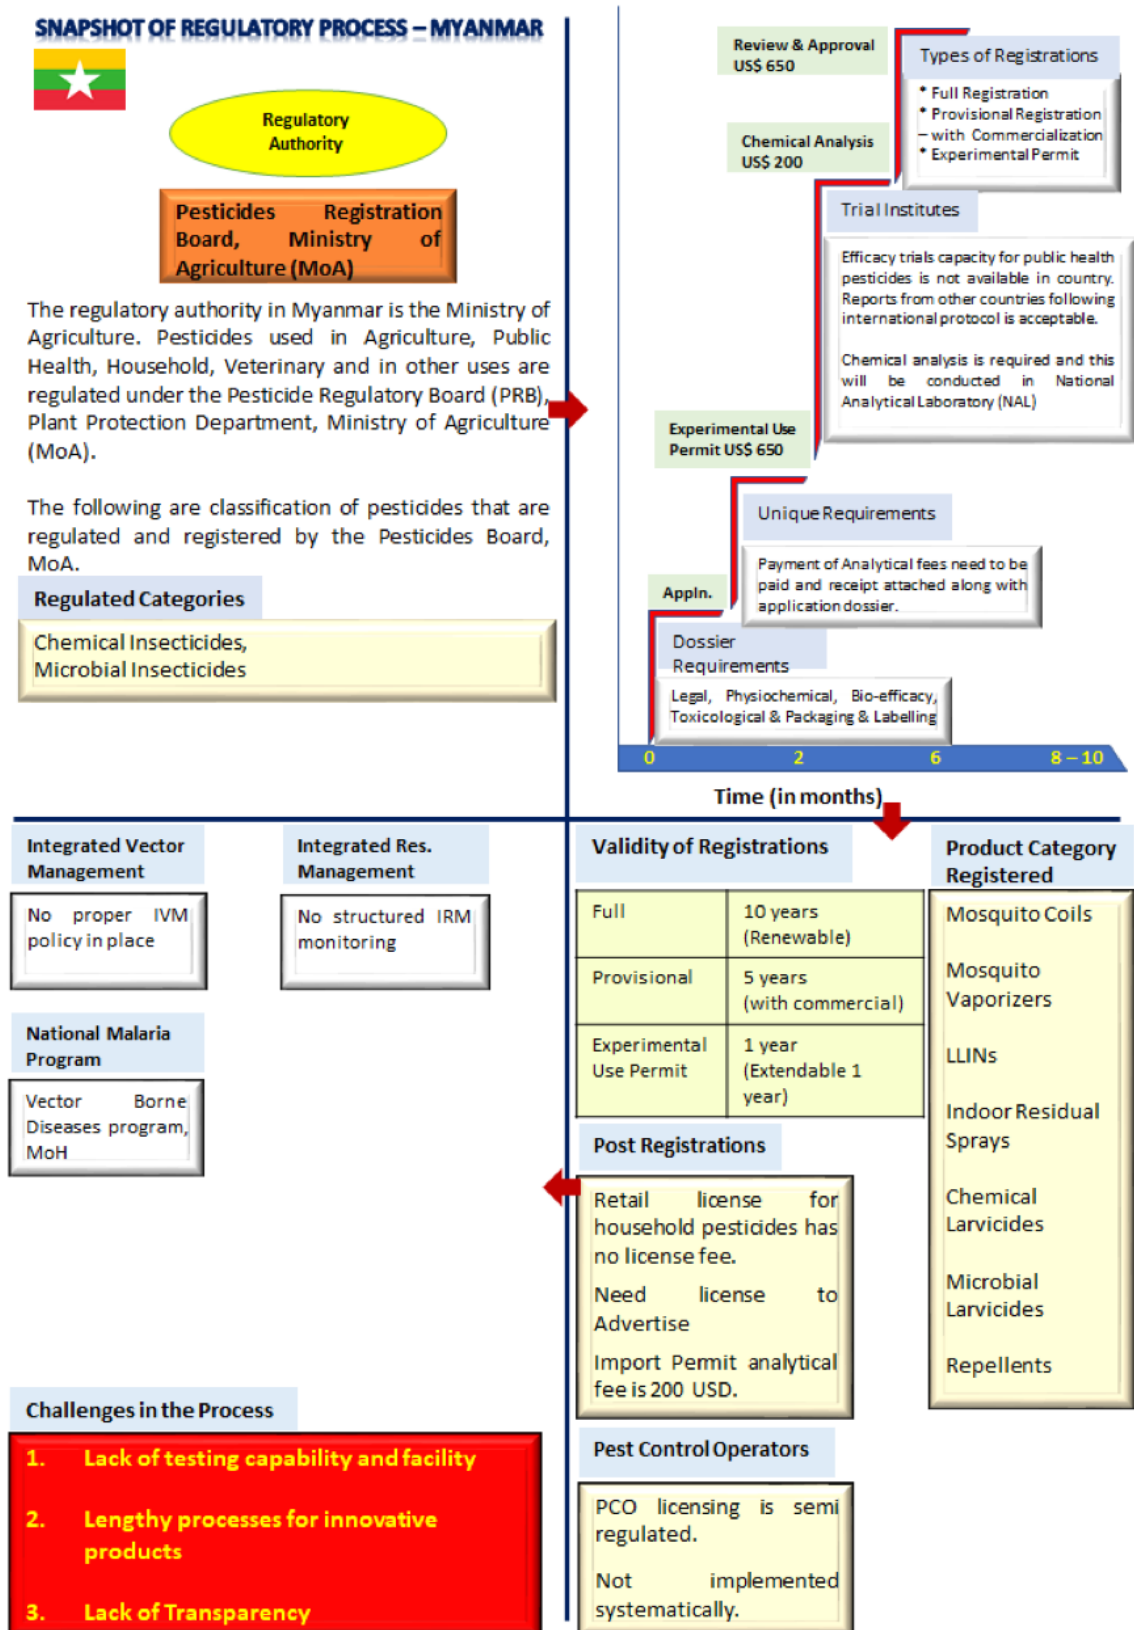 SNAPSHOT OF REGULATORY PROCESS – MYANMAR
Regulatory
Authority
Pesticides Registration
Board, Ministry of
Agriculture (MoA)
The regulatory authority in Myanmar is the Ministry of
Agriculture. Pesticides used in Agriculture, Public
Health, Household, Veterinary and in other uses are
regulated under the Pesticide Regulatory Board (PRB),
Plant Protection Department, Ministry of Agriculture
(MoA).
The following are classification of pesticides that are
regulated and registered by the Pesticides Board,
MoA.
Regulated Categories
Chemical Insecticides,
Microbial Insecticides
Review & Approval
US$ 650
Types of Registrations
* Full Registration
* Provisional Registration
– with Commercialization
* Experimental Permit
Chemical Analysis
US$ 200
Trial Institutes
Efficacy trials capacity for public health
pesticides is not available in country.
Reports from other countries following
international protocol is acceptable.
Chemical analysis is required and this
will be conducted in National
Analytical Laboratory (NAL)
Experimental Use
Permit US$ 650
Unique Requirements
Payment of Analytical fees need to be
paid and receipt attached along with
application dossier.
Appln.
Dossier
Requirements
Legal, Physiochemical, Bio-efficacy,
Toxicological & Packaging & Labelling
0 2 6 8 – 10
Time (in months)
Integrated Vector
Management
No proper IVM
policy in place
Integrated Res.
Management
No structured IRM
monitoring
National Malaria
Program
Vector Borne
Diseases program,
MoH
Challenges in the Process
1. Lack of testing capability and facility
2. Lengthy processes for innovative
products
3. Lack of Transparency
Validity of Registrations
Full 10 years
(Renewable)
Provisional 5 years
(with commercial)
Experimental 1 year
Use Permit (Extendable 1
year)
Post Registrations
Retail license for
household pesticides has
no license fee.
Need license to
Advertise
Import Permit analytical
fee is 200 USD.
Pest Control Operators
PCO licensing is semi
regulated.
Not implemented
systematically.
Product Category
Registered
Mosquito Coils
Mosquito
Vaporizers
LLINs
Indoor Residual
Sprays
Chemical
Larvicides
Microbial
Larvicides
Repellents